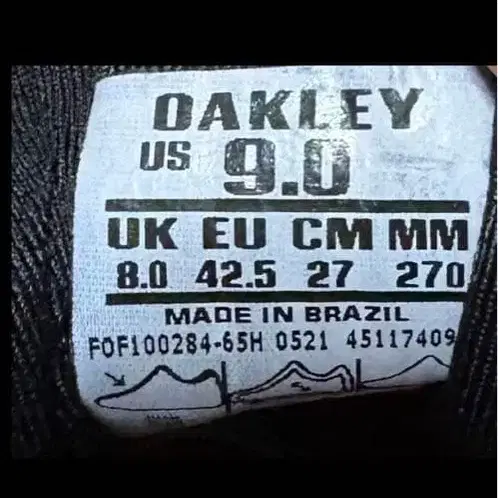 OAKLEY
US 9.0
UK EU CM MM
8.0 42.5 27 270
MADE IN BRAZIL
FOF100284-65H 0521 45117409